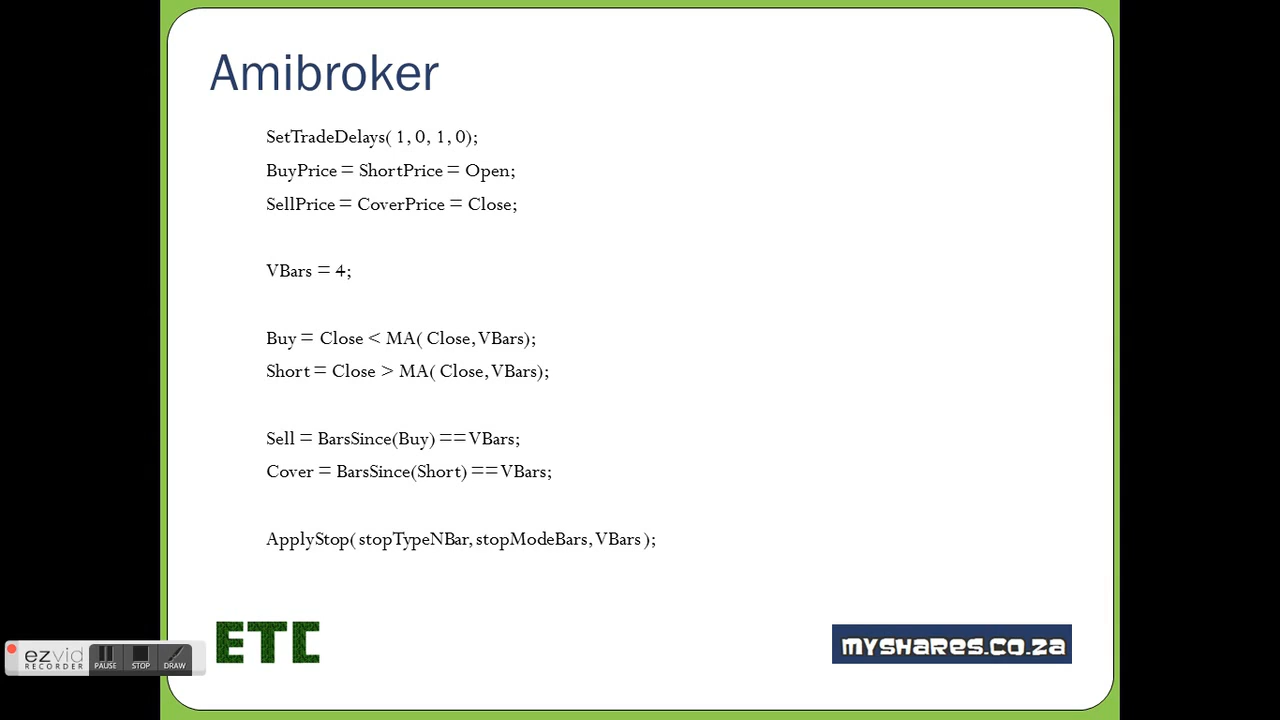 Amibroker
SetTradeDelays( 1, 0, 1, 0);
BuyPrice = ShortPrice = Open;
SellPrice = CoverPrice = Close;
VBars = 4;
Buy = Close < MA( Close, VBars);
Short = Close > MA( Close, VBars);
Sell = BarsSince(Buy) == VBars;
Cover = BarsSince(Short) == VBars;
ApplyStop( stopTypeNBar, stopModeBars, VBars );
ETC
MYSHARES.CO.ZA
ezvid
RECORDER
PAUSE STOP DRAW